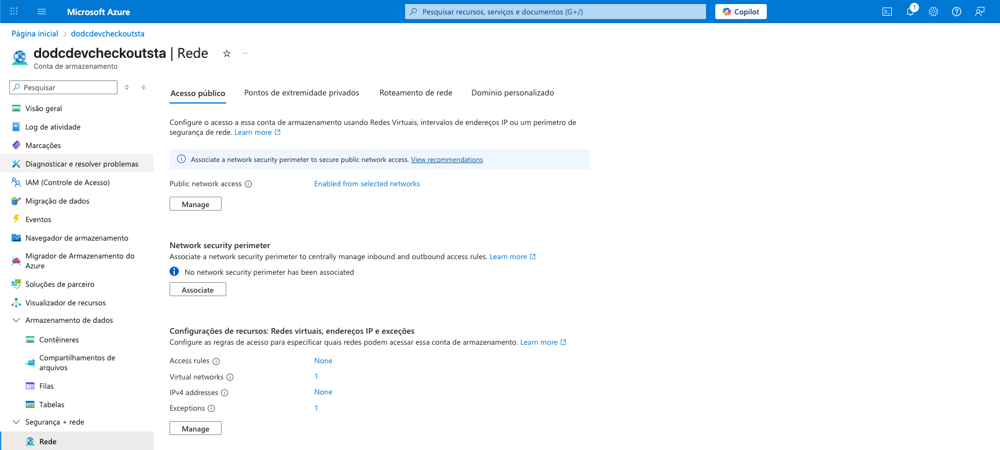 Microsoft Azure
Pesquisar recursos, serviços e documentos (G+/)
Copilot
1
Página inicial
dodcdevcheckoutsta
dodcdevcheckoutsta | Rede
Conta de armazenamento
Pesquisar
Visão geral
Log de atividade
Marcações
Diagnosticar e resolver problemas
IAM (Controle de Acesso)
Migração de dados
Eventos
Navegador de armazenamento
Migrador de Armazenamento do
Azure
Soluções de parceiro
Visualizador de recursos
Armazenamento de dados
Contêineres
Compartilhamentos de
arquivos
Filas
Tabelas
Segurança + rede
Rede
Acesso público
Pontos de extremidade privados
Roteamento de rede
Domínio personalizado
Configure o acesso a essa conta de armazenamento usando Redes Virtuais, intervalos de endereços IP ou um perímetro de
segurança de rede. Learn more
Associate a network security perimeter to secure public network access. View recommendations
Public network access
Enabled from selected networks
Manage
Network security perimeter
Associate a network security perimeter to centrally manage inbound and outbound access rules. Learn more
No network security perimeter has been associated
Associate
Configurações de recursos: Redes virtuais, endereços IP e exceções
Configure as regras de acesso para especificar quais redes podem acessar essa conta de armazenamento. Learn more
Access rules
None
Virtual networks
1
IPv4 addresses
None
Exceptions
1
Manage